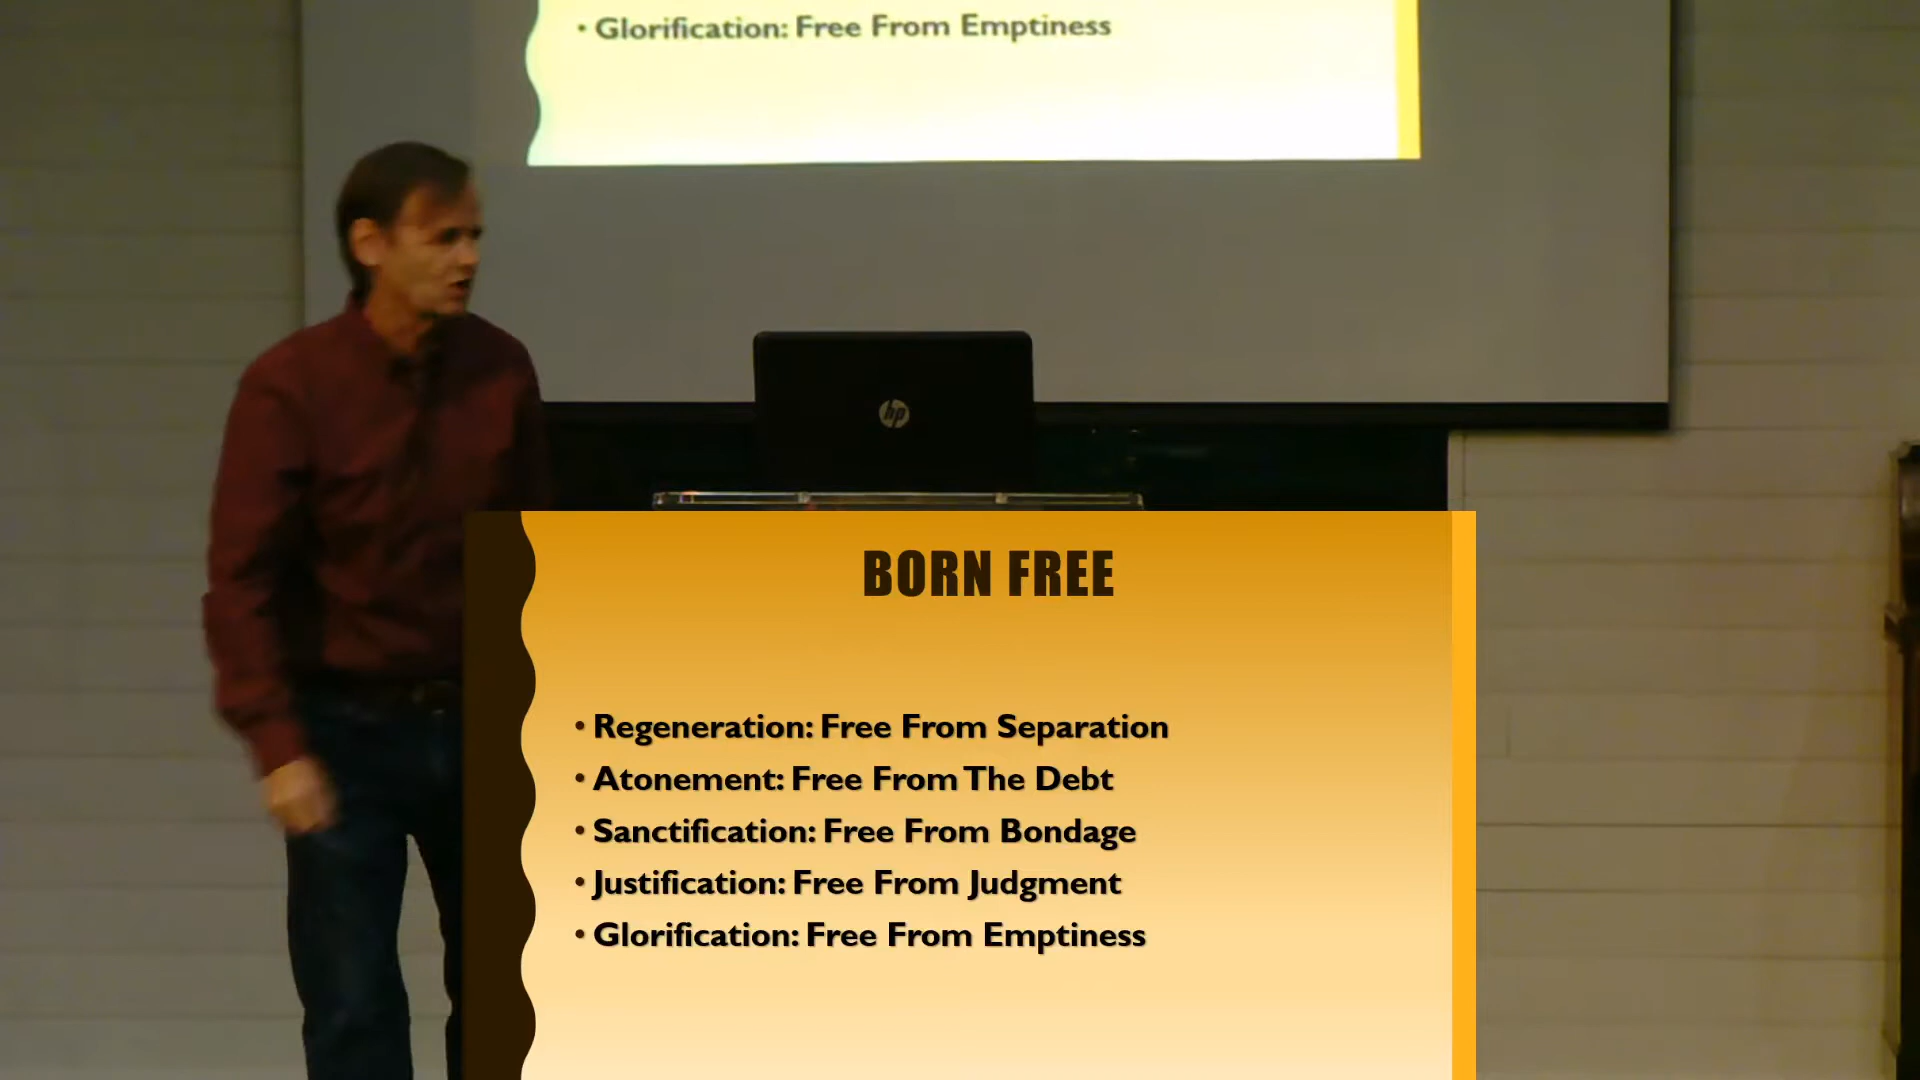 • Glorification: Free From Emptiness
hp
BORN FREE
• Regeneration: Free From Separation
• Atonement: Free From The Debt
• Sanctification: Free From Bondage
• Justification: Free From Judgment
• Glorification: Free From Emptiness